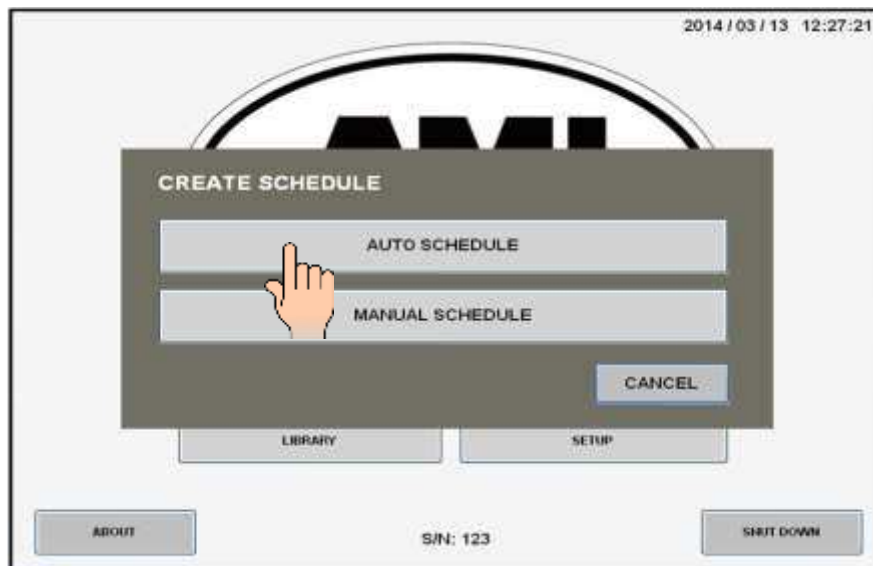 2014 / 03 / 13 12:27:21
AMI
CREATE SCHEDULE
AUTO SCHEDULE
MANUAL SCHEDULE
CANCEL
LIBRARY SETUP
ABOUT S/N: 123 SHUT DOWN